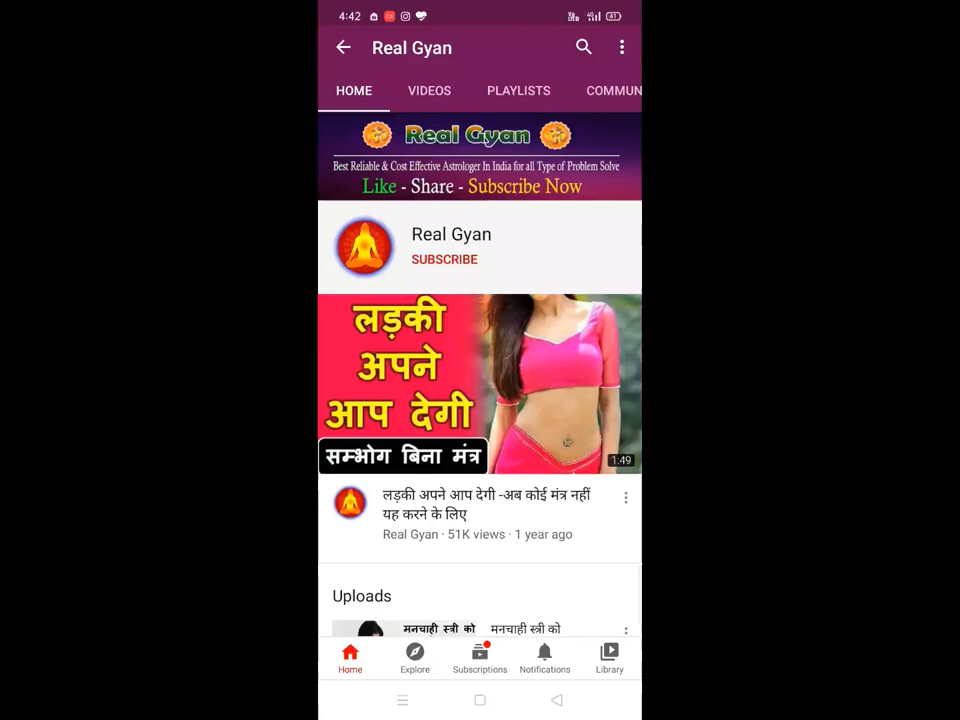 4:42
41
Real Gyan
HOME VIDEOS PLAYLISTS COMMUN
Real Gyan
Best Reliable & Cost Effective Astrologer In India for all Type of Problem Solve
Like - Share - Subscribe Now
Real Gyan
SUBSCRIBE
लड़की
अपने
आप देगी
सम्भोग बिना मंत्र
1:49
लड़की अपने आप देगी -अब कोई मंत्र नहीं
यह करने के लिए
Real Gyan · 51K views · 1 year ago
Uploads
मनचाही स्त्री को
मनचाही स्त्री को
Home Explore Subscriptions Notifications Library